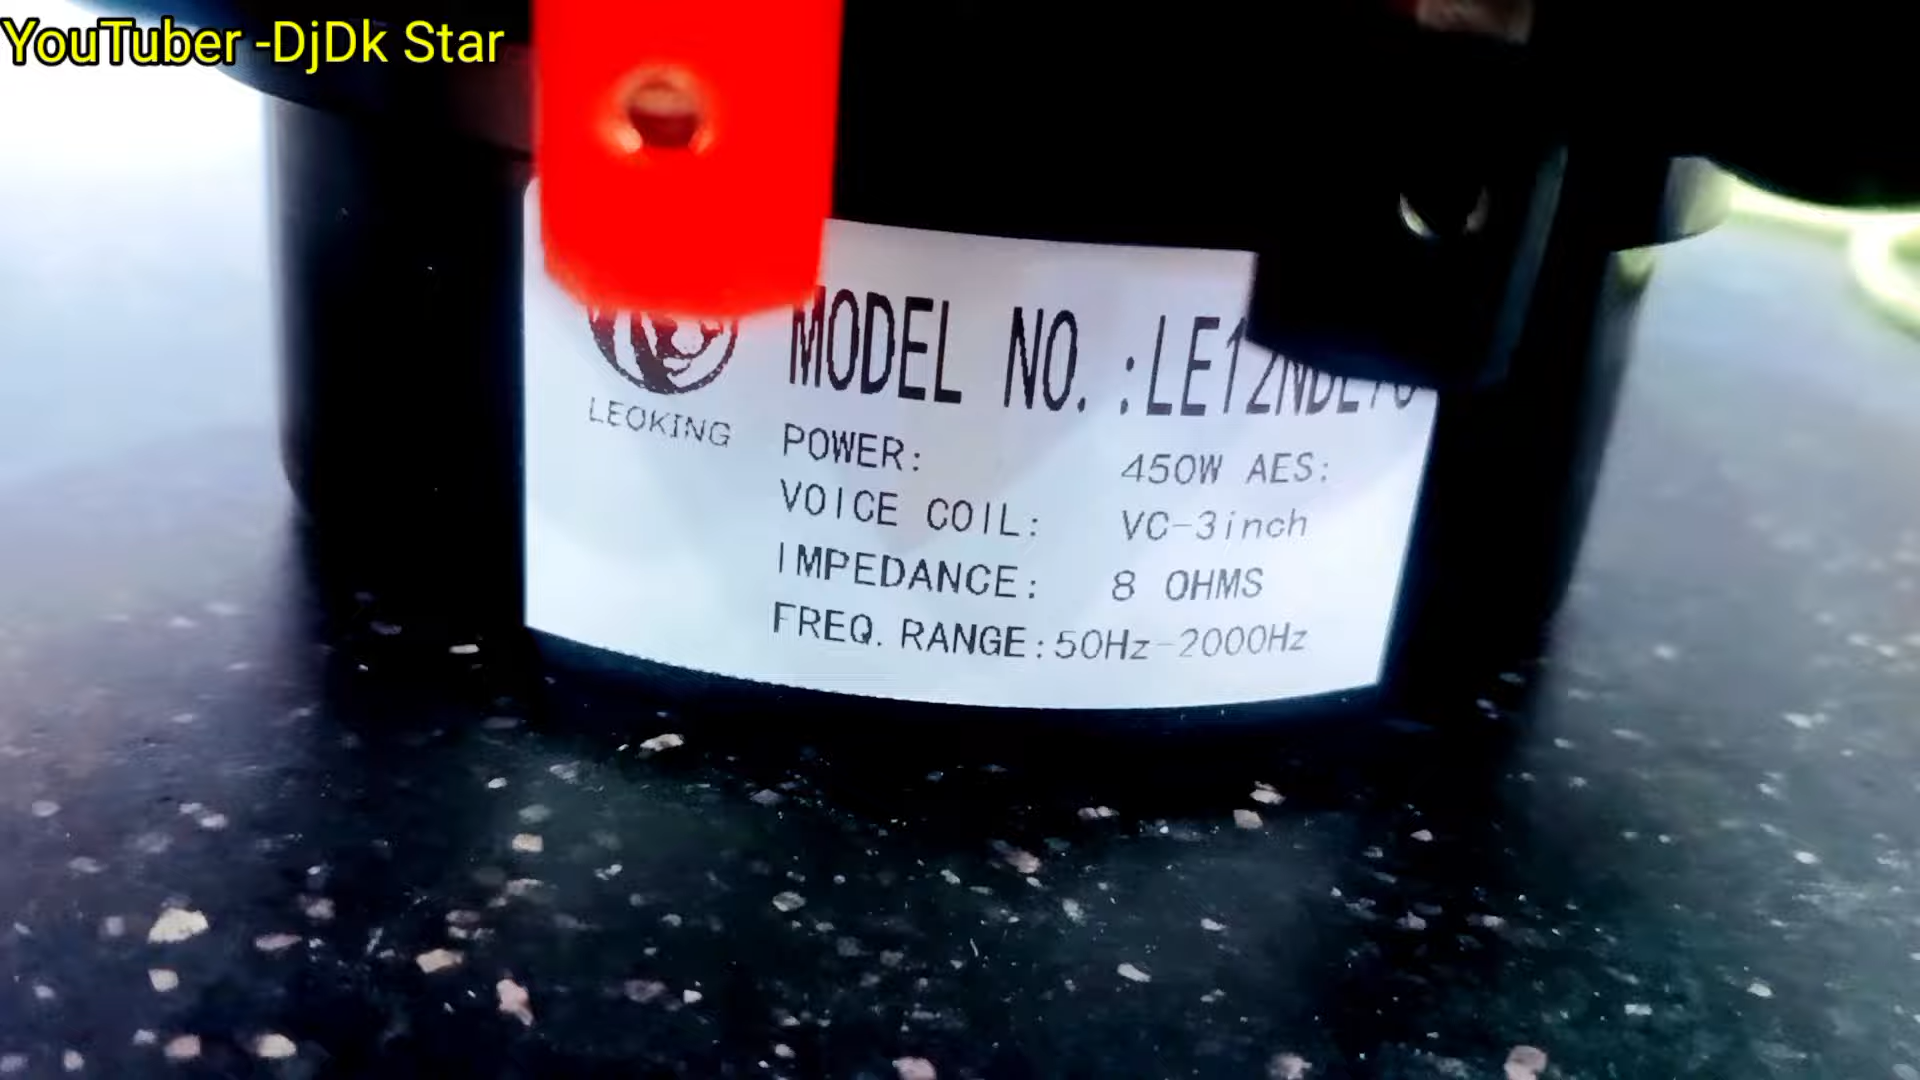 YouTuber -DjDk Star
MODEL NO. :
LEOKING
POWER: 450W AES:
VOICE COIL: VC-3inch
IMPEDANCE: 8 OHMS
FREQ. RANGE:50Hz-2000Hz